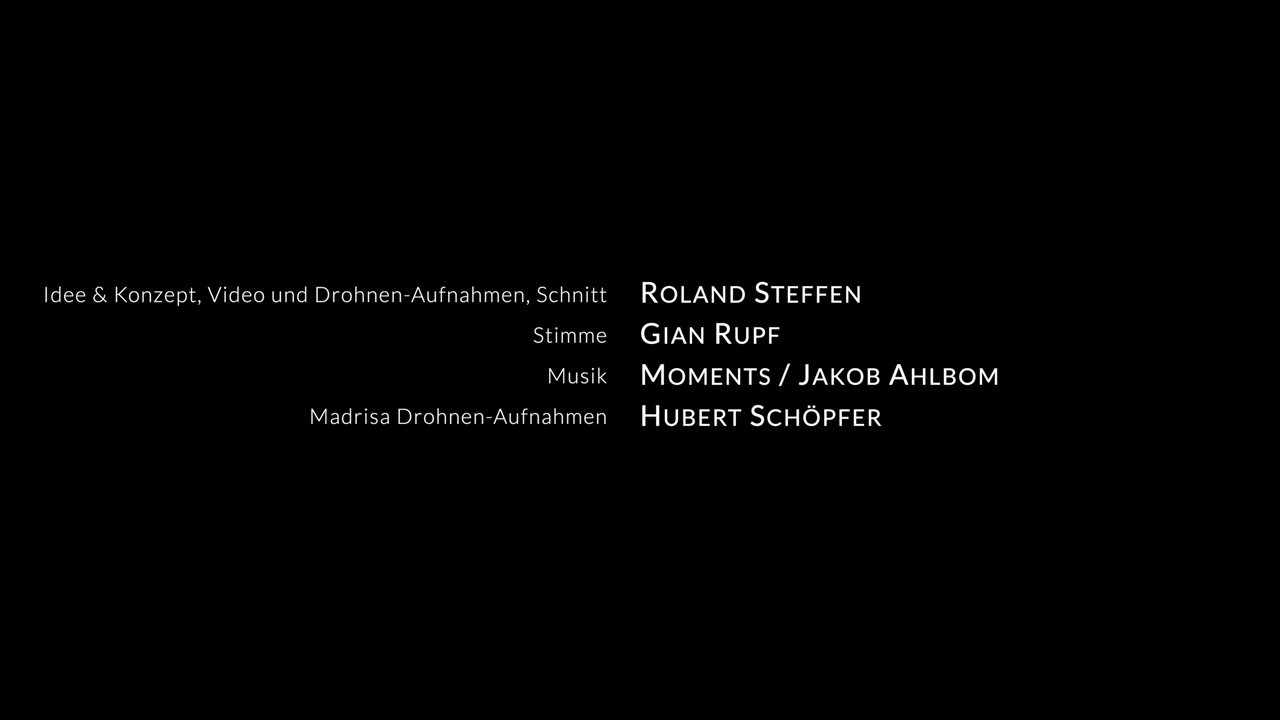 Idee & Konzept, Video und Drohnen-Aufnahmen, Schnitt ROLAND STEFFEN
Stimme GIAN RUPF
Musik MOMENTS / JAKOB AHLBOM
Madrisa Drohnen-Aufnahmen HUBERT SCHÖPFER